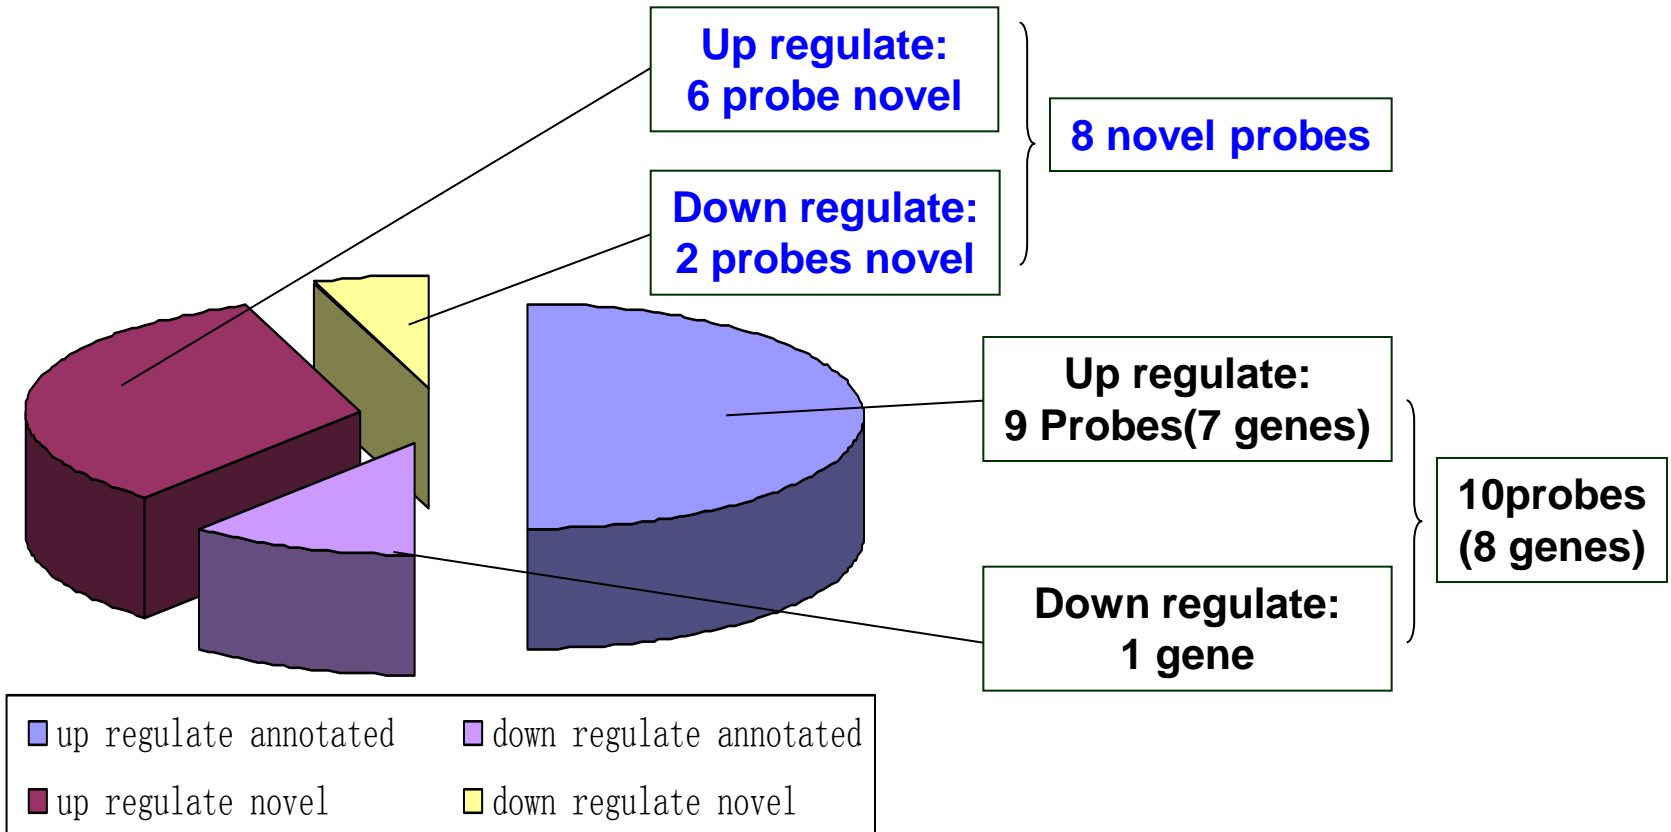 Up regulate:
6 probe novel
8 novel probes
Down regulate:
2 probes novel
Up regulate:
9 Probes(7 genes)
10probes
(8 genes)
Down regulate:
1 gene
up regulate annotated
down regulate annotated
up regulate novel
down regulate novel